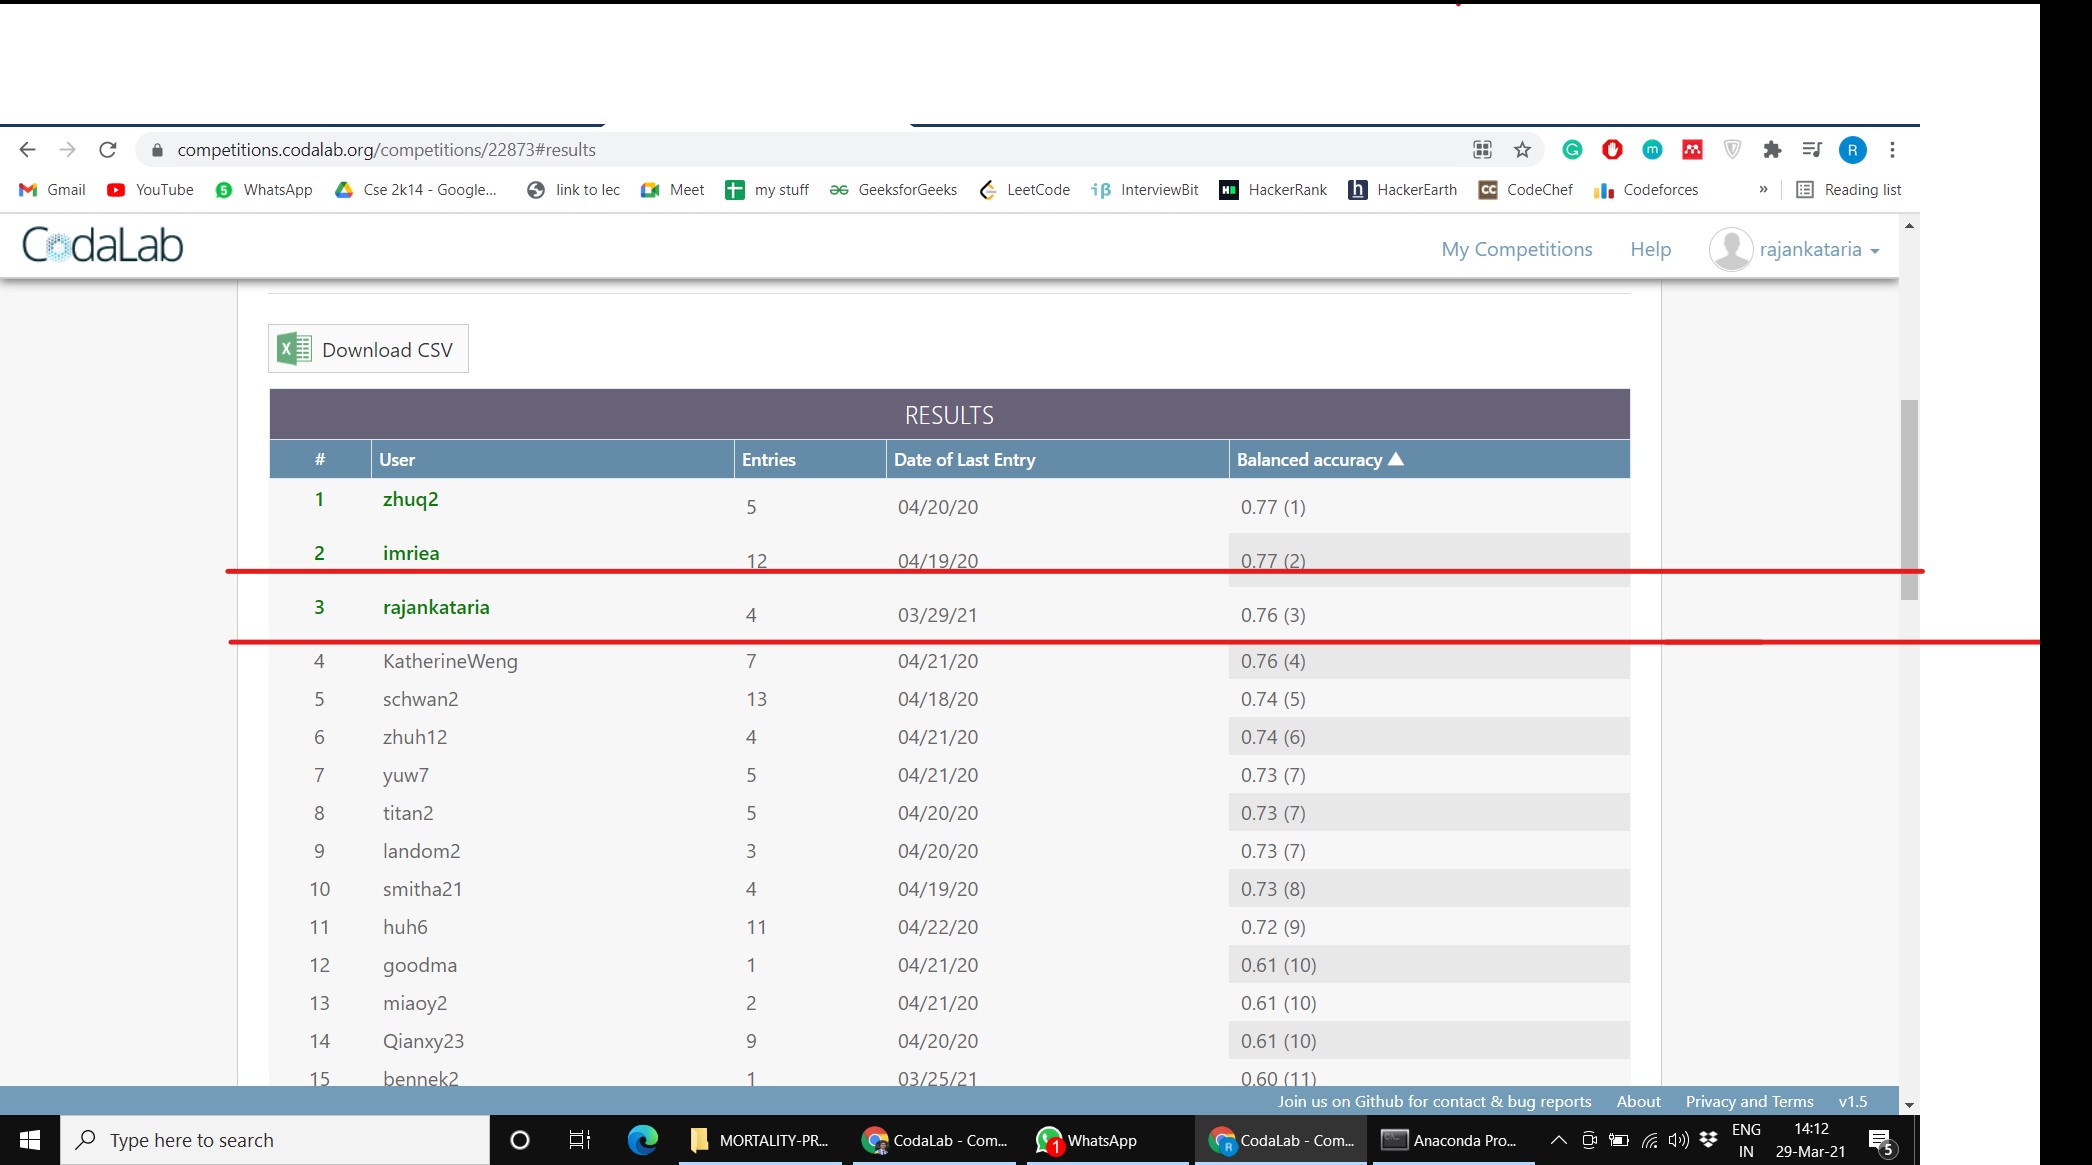 competitions.codalab.org/competitions/22873#results
R
Gmail YouTube 5 WhatsApp Cse 2k14 - Google... link to lec Meet my stuff GeeksforGeeks LeetCode InterviewBit HackerRank h HackerEarth CC CodeChef Codeforces » Reading list
CodaLab My Competitions Help rajankataria
Download CSV
RESULTS
# User Entries Date of Last Entry Balanced accuracy ▲
1 zhuq2 5 04/20/20 0.77 (1)
2 imriea 12 04/19/20 0.77 (2)
3 rajankataria 4 03/29/21 0.76 (3)
4 KatherineWeng 7 04/21/20 0.76 (4)
5 schwan2 13 04/18/20 0.74 (5)
6 zhuh12 4 04/21/20 0.74 (6)
7 yuw7 5 04/21/20 0.73 (7)
8 titan2 5 04/20/20 0.73 (7)
9 landom2 3 04/20/20 0.73 (7)
10 smitha21 4 04/19/20 0.73 (8)
11 huh6 11 04/22/20 0.72 (9)
12 goodma 1 04/21/20 0.61 (10)
13 miaoy2 2 04/21/20 0.61 (10)
14 Qianxy23 9 04/20/20 0.61 (10)
15 bennek2 1 03/25/21 0.60 (11)
Join us on Github for contact & bug reports About Privacy and Terms v1.5
Type here to search MORTALITY-PR... CodaLab - Com... 1 WhatsApp R CodaLab - Com... Anaconda Pro... ENG 14:12
IN 29-Mar-21 5